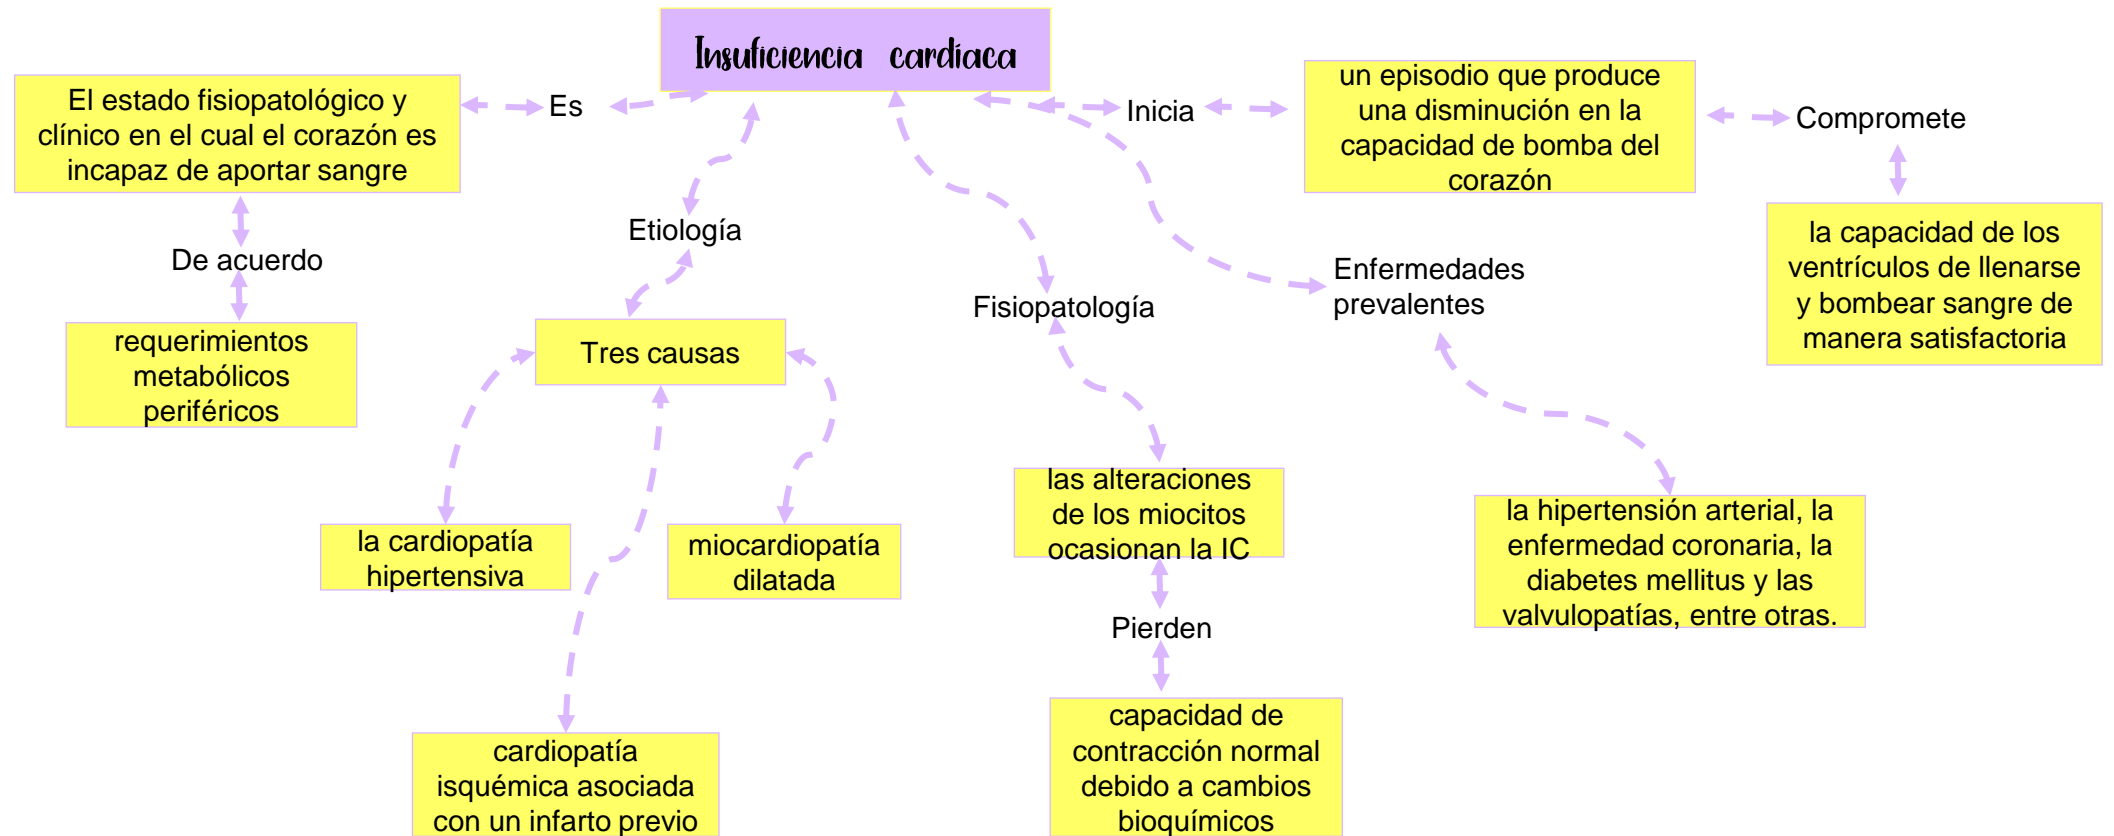 Insuficiencia cardíaca
El estado fisiopatológico y
clínico en el cual el corazón es
incapaz de aportar sangre
Es
Inicia
un episodio que produce
una disminución en la
capacidad de bomba del
corazón
Compromete
la capacidad de los
ventrículos de llenarse
y bombear sangre de
manera satisfactoria
De acuerdo
requerimientos
metabólicos
periféricos
Etiología
Tres causas
la cardiopatía
hipertensiva
miocardiopatía
dilatada
cardiopatía
isquémica asociada
con un infarto previo
Fisiopatología
las alteraciones
de los miocitos
ocasionan la IC
Pierden
capacidad de
contracción normal
debido a cambios
bioquímicos
Enfermedades
prevalentes
la hipertensión arterial, la
enfermedad coronaria, la
diabetes mellitus y las
valvulopatías, entre otras.